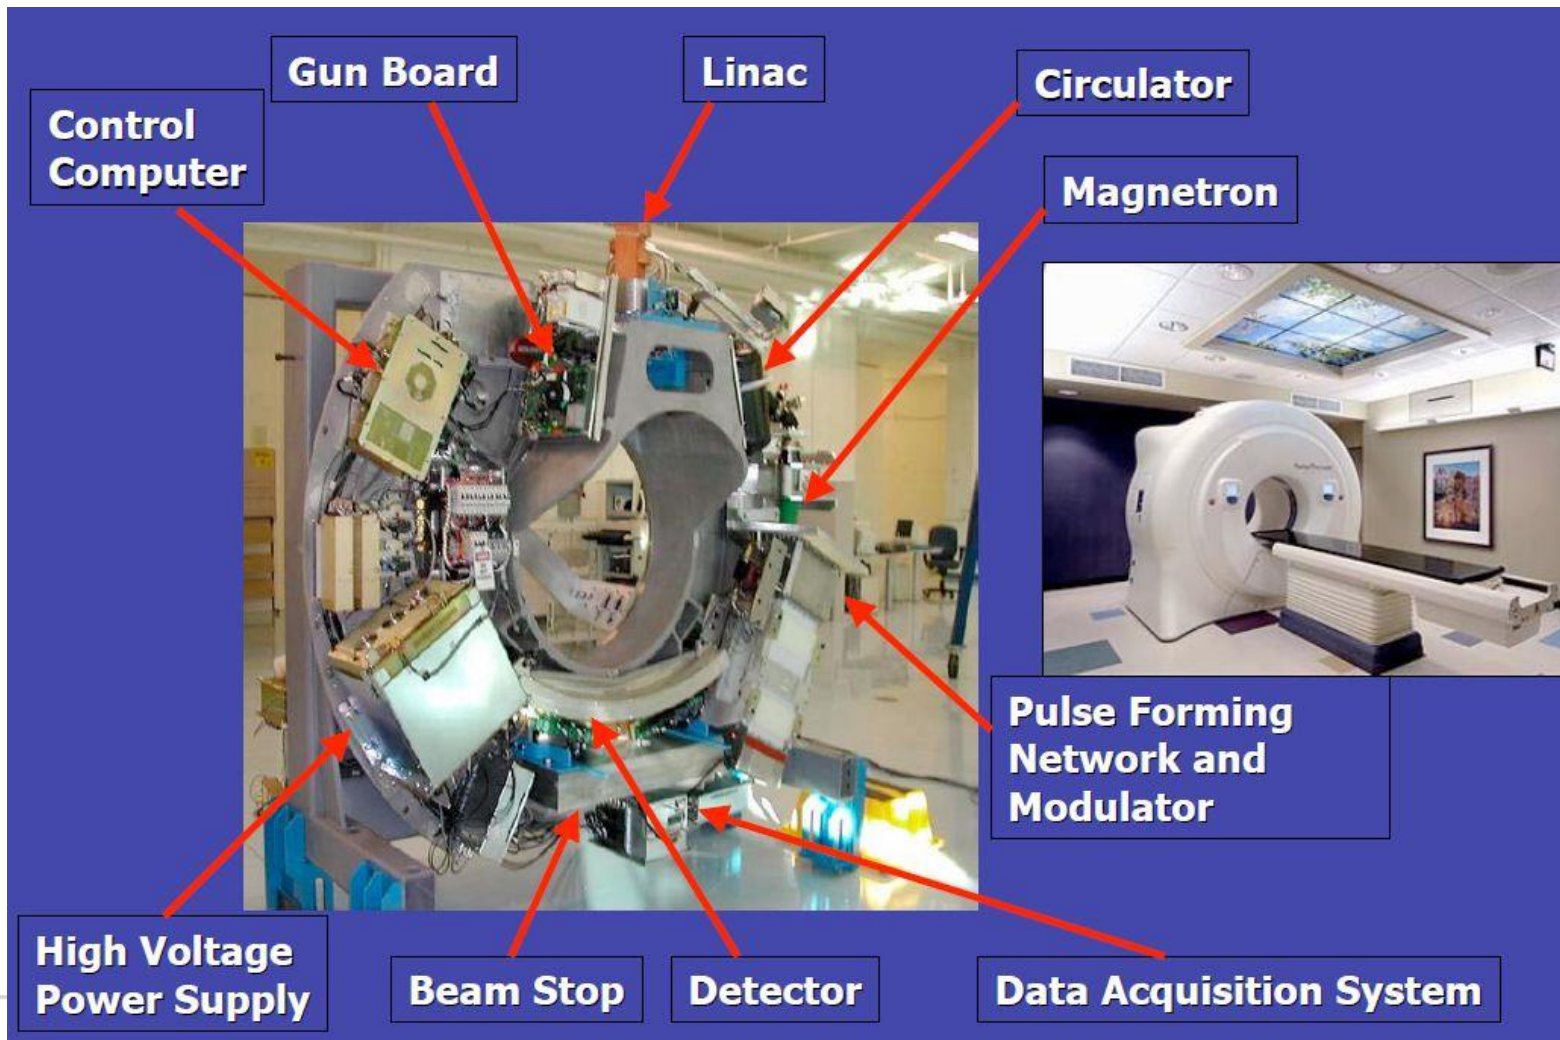 Gun Board
Linac
Circulator
Control
Computer
Magnetron
Pulse Forming
Network and
Modulator
High Voltage
Power Supply
Beam Stop
Detector
Data Acquisition System